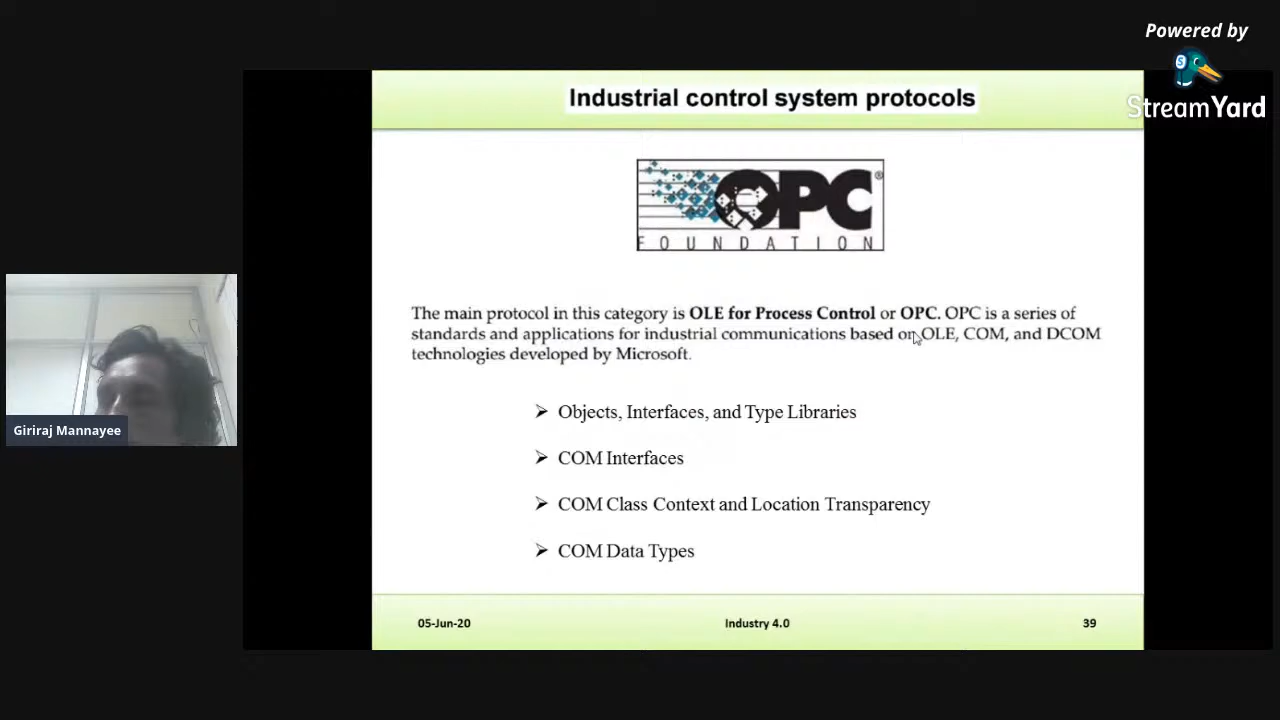 Powered by
StreamYard
Industrial control system protocols
OPC®
FOUNDATION
The main protocol in this category is OLE for Process Control or OPC. OPC is a series of
standards and applications for industrial communications based on OLE, COM, and DCOM
technologies developed by Microsoft.
➢ Objects, Interfaces, and Type Libraries
➢ COM Interfaces
➢ COM Class Context and Location Transparency
➢ COM Data Types
Giriraj Mannayee
05-Jun-20 Industry 4.0 39